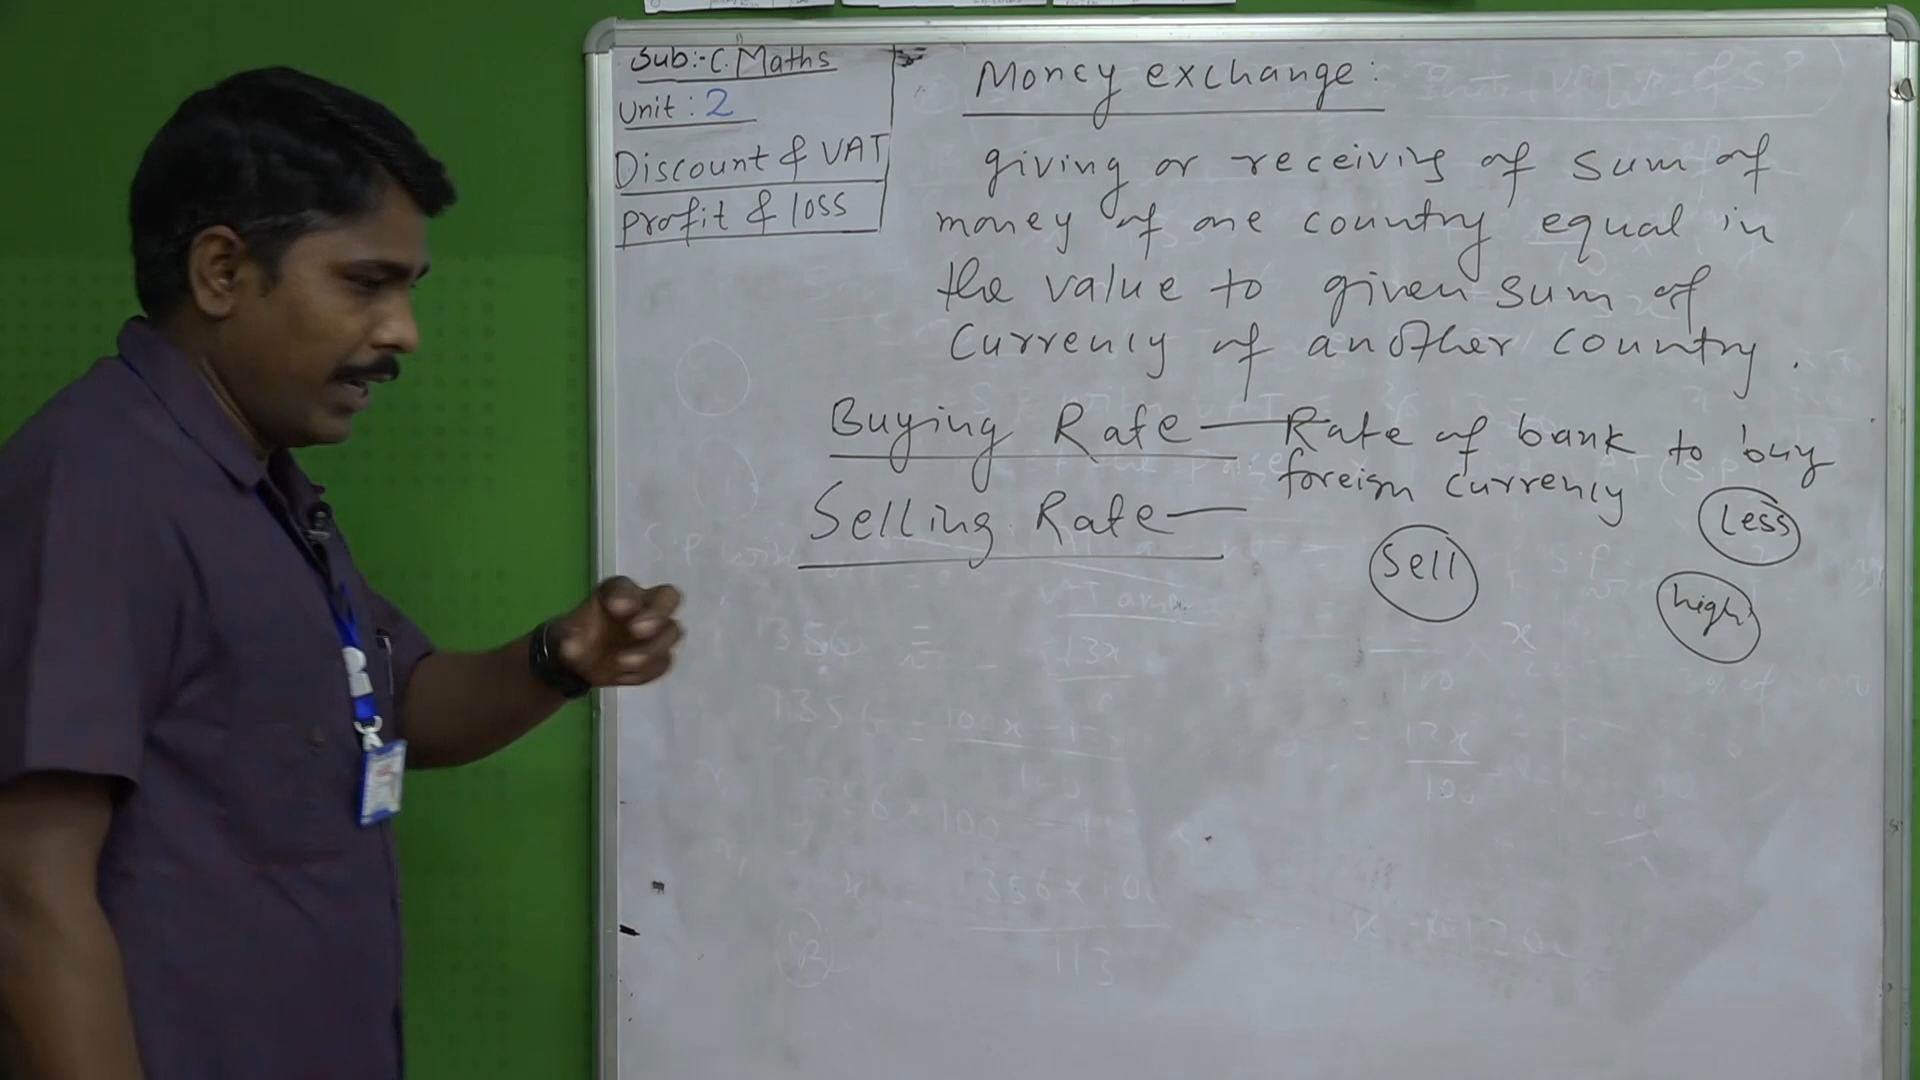 Sub:- C. Maths
Unit : 2
Discount & VAT
profit & loss
Money exchange:
giving or receiving of sum of
money of one country equal in
the value to given sum of
Currency of another country.
Buying Rate — Rate of bank to buy
foreign currency
Less
Selling Rate —
Sell
high